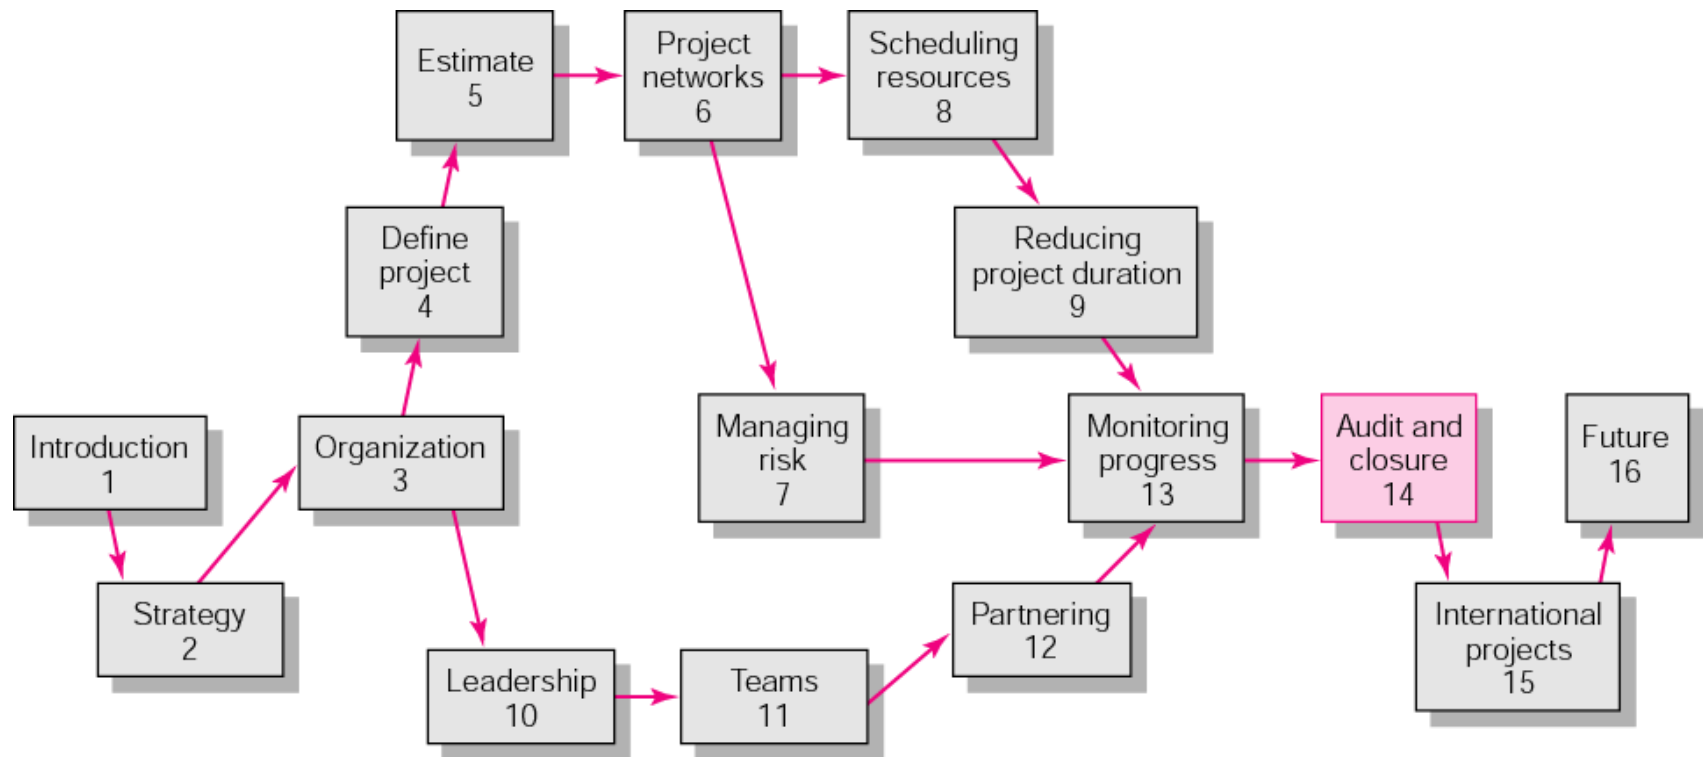 Estimate
5
Project
networks
6
Scheduling
resources
8
Define
project
4
Reducing
project duration
9
Introduction
1
Organization
3
Managing
risk
7
Monitoring
progress
13
Audit and
closure
14
Future
16
Strategy
2
Partnering
12
International
projects
15
Leadership
10
Teams
11